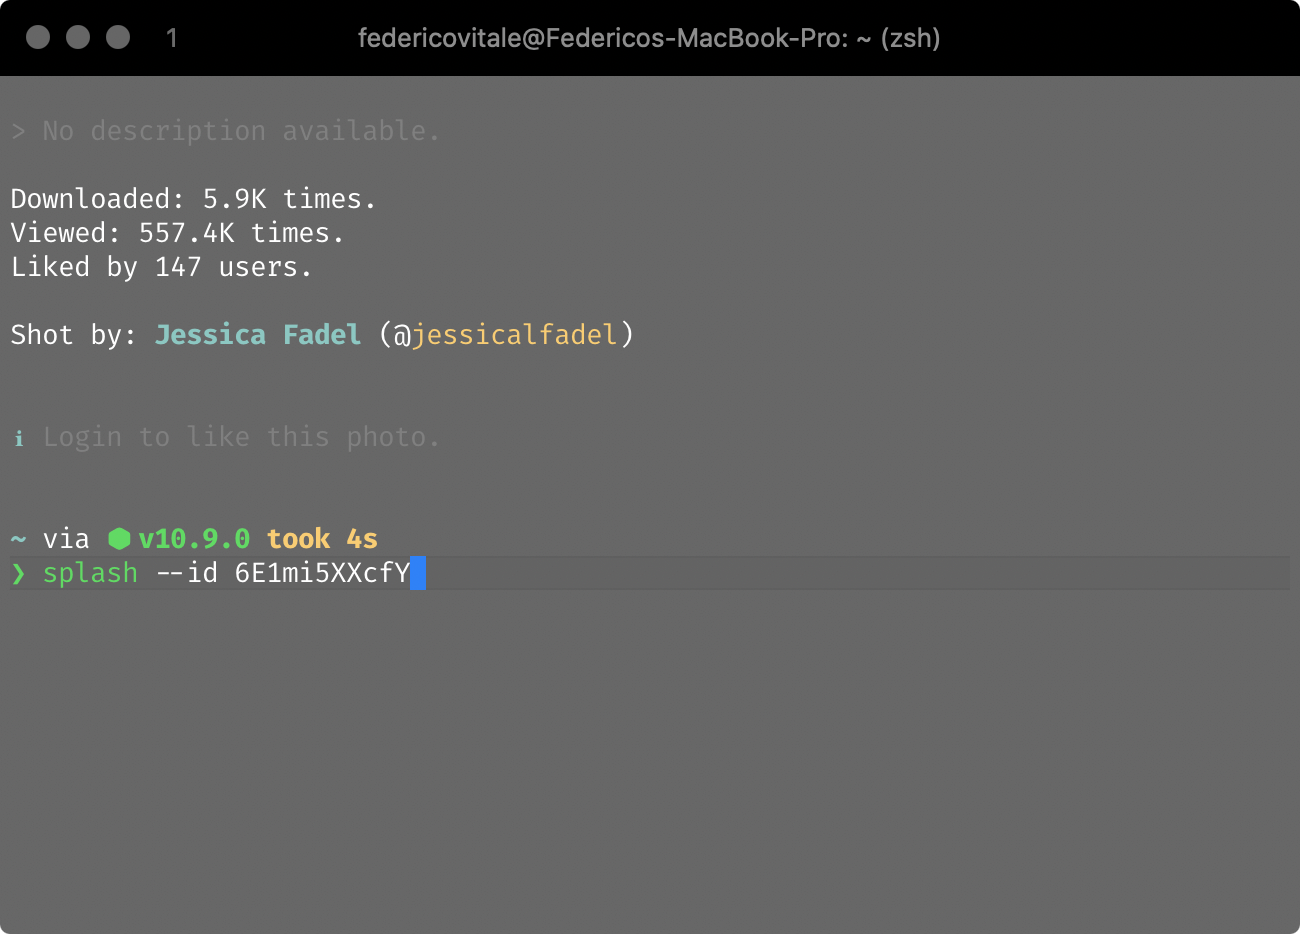 1 federicovitale@Federicos-MacBook-Pro: ~ (zsh)
> No description available.
Downloaded: 5.9K times.
Viewed: 557.4K times.
Liked by 147 users.
Shot by: Jessica Fadel (@jessicalfadel)
ℹ Login to like this photo.
~ via ⬢ v10.9.0 took 4s
❯ splash --id 6E1mi5XXcfY